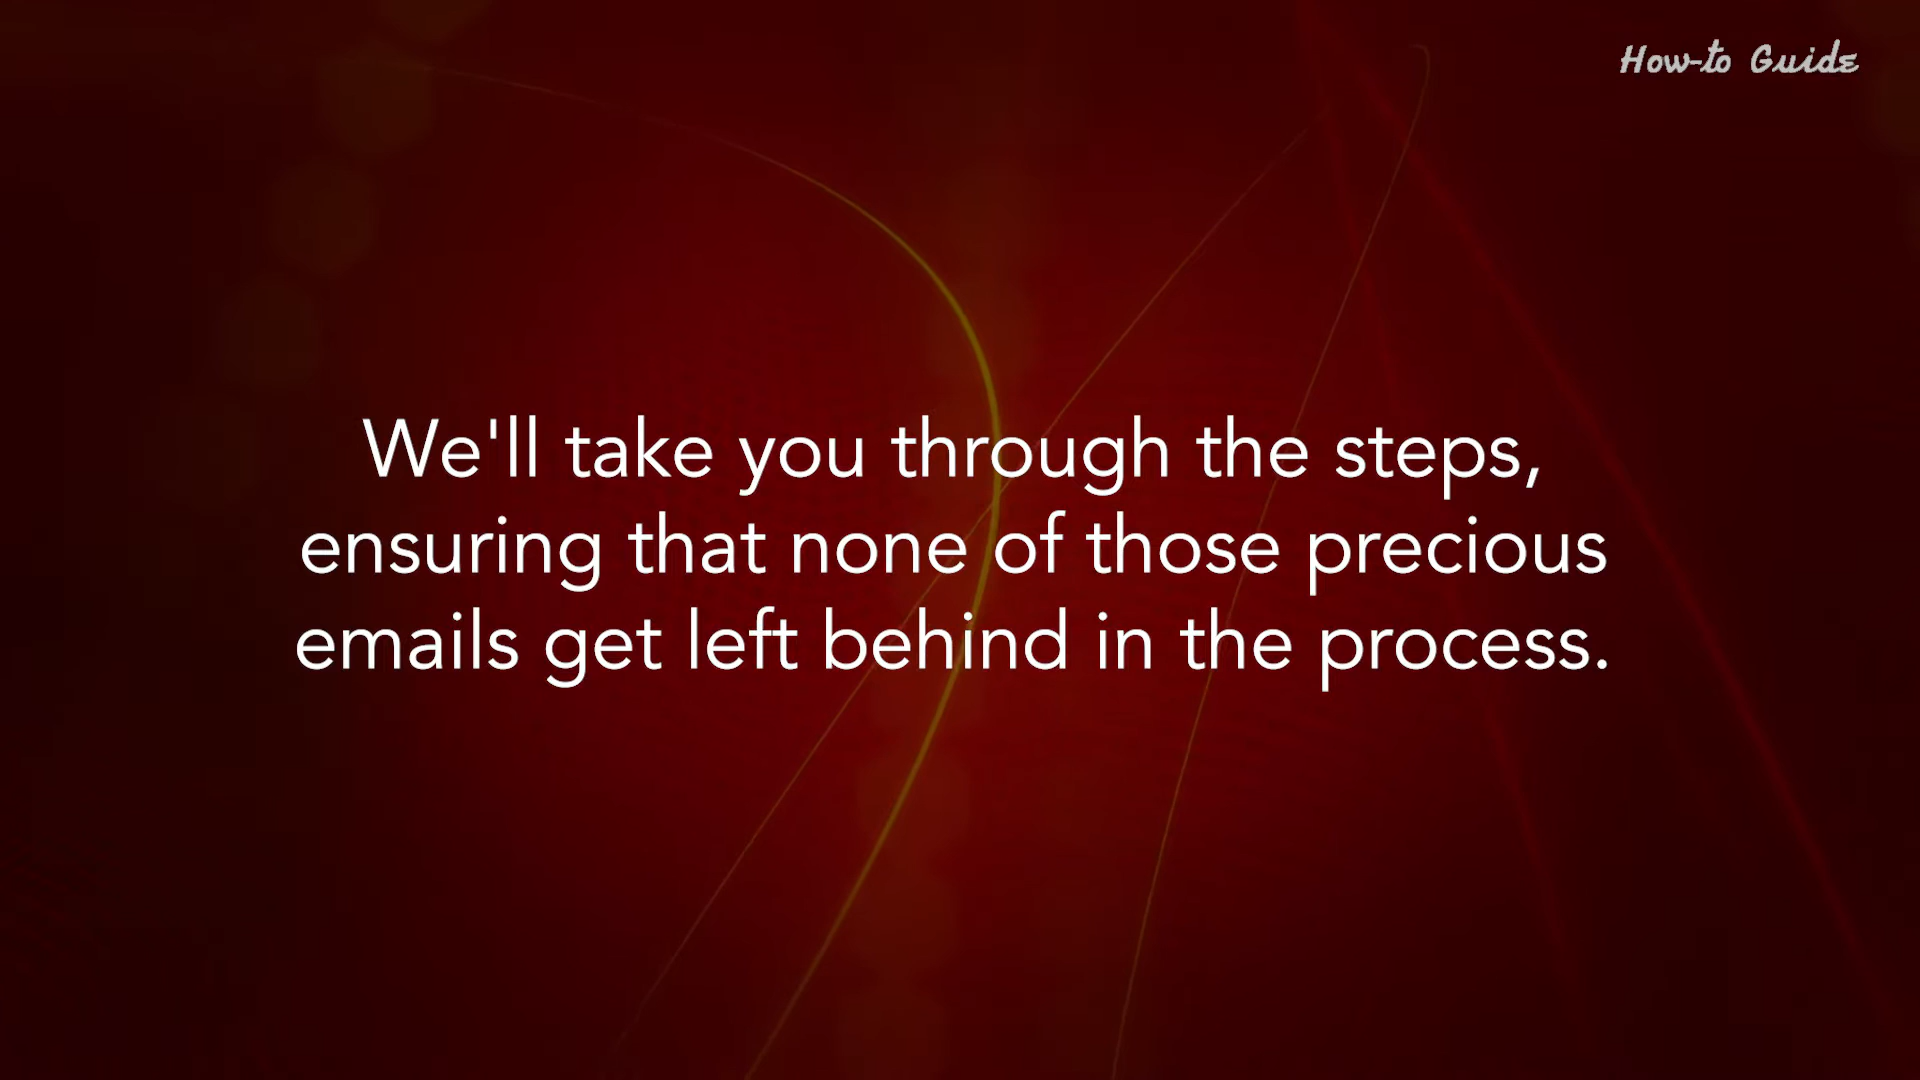 How-to Guide
We'll take you through the steps,
ensuring that none of those precious
emails get left behind in the process.